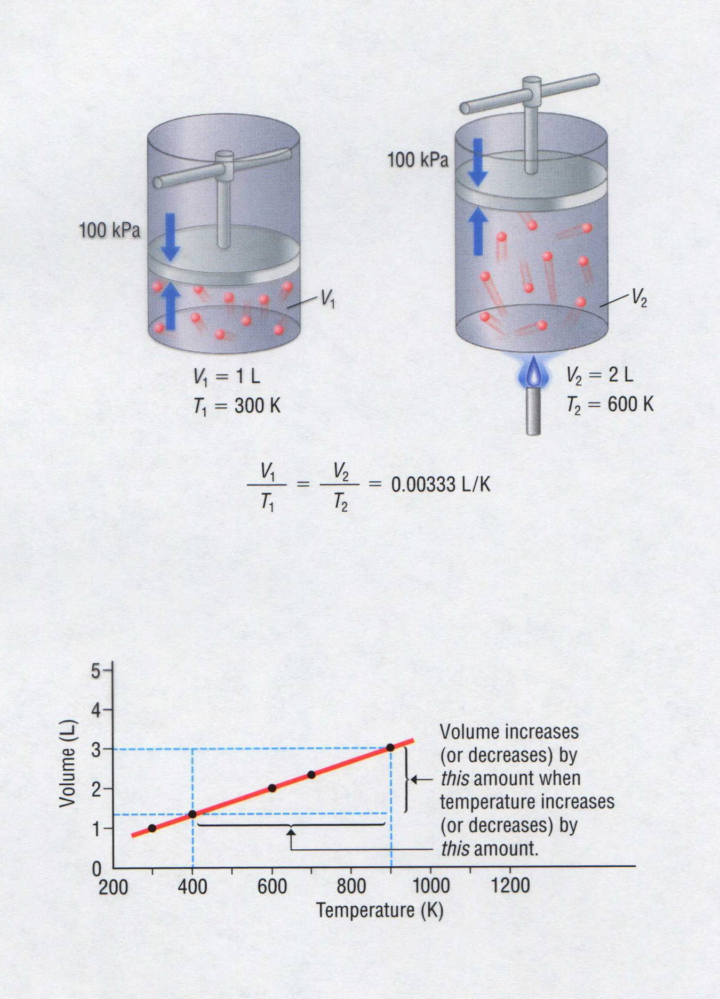 100 kPa
V₁
V₁ = 1 L
T₁ = 300 K
100 kPa
V₂
V₂ = 2 L
T₂ = 600 K
V₁/T₁ = V₂/T₂ = 0.00333 L/K
Volume (L)
5
4
3
2
1
0
200 400 600 800 1000 1200
Temperature (K)
Volume increases
(or decreases) by
this amount when
temperature increases
(or decreases) by
this amount.